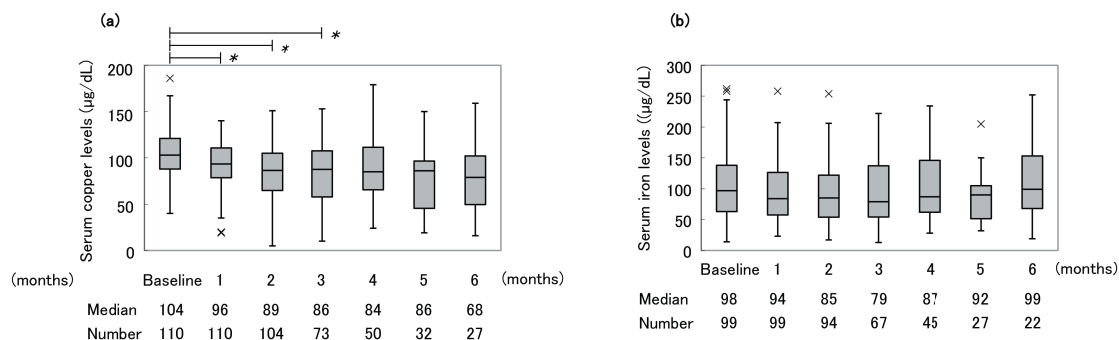 (a)
*
*
*
Serum copper levels (μg/dL)
200
150
100
50
0
(months) Baseline 1 2 3 4 5 6 (months)
Median 104 96 89 86 84 86 68
Number 110 110 104 73 50 32 27
(b)
Serum iron levels ((μg/dL)
300
250
200
150
100
50
0
Baseline 1 2 3 4 5 6 (months)
Median 98 94 85 79 87 92 99
Number 99 99 94 67 45 27 22